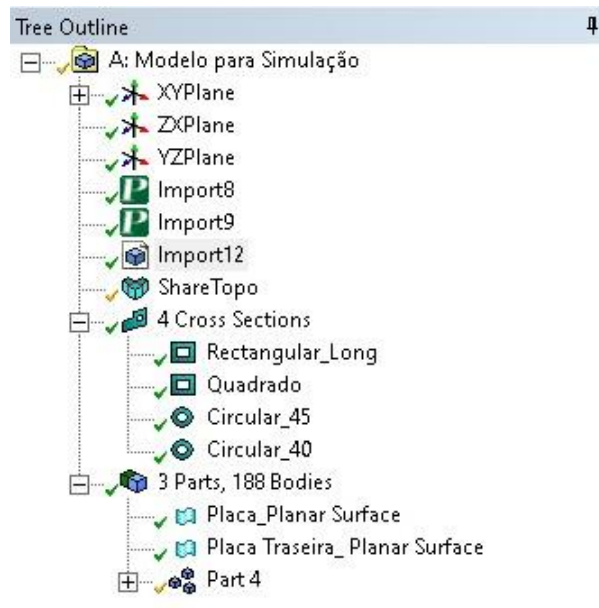 Tree Outline
A: Modelo para Simulação
XYPlane
ZXPlane
YZPlane
Import8
Import9
Import12
ShareTopo
4 Cross Sections
Rectangular_Long
Quadrado
Circular_45
Circular_40
3 Parts, 188 Bodies
Placa_Planar Surface
Placa Traseira_ Planar Surface
Part 4